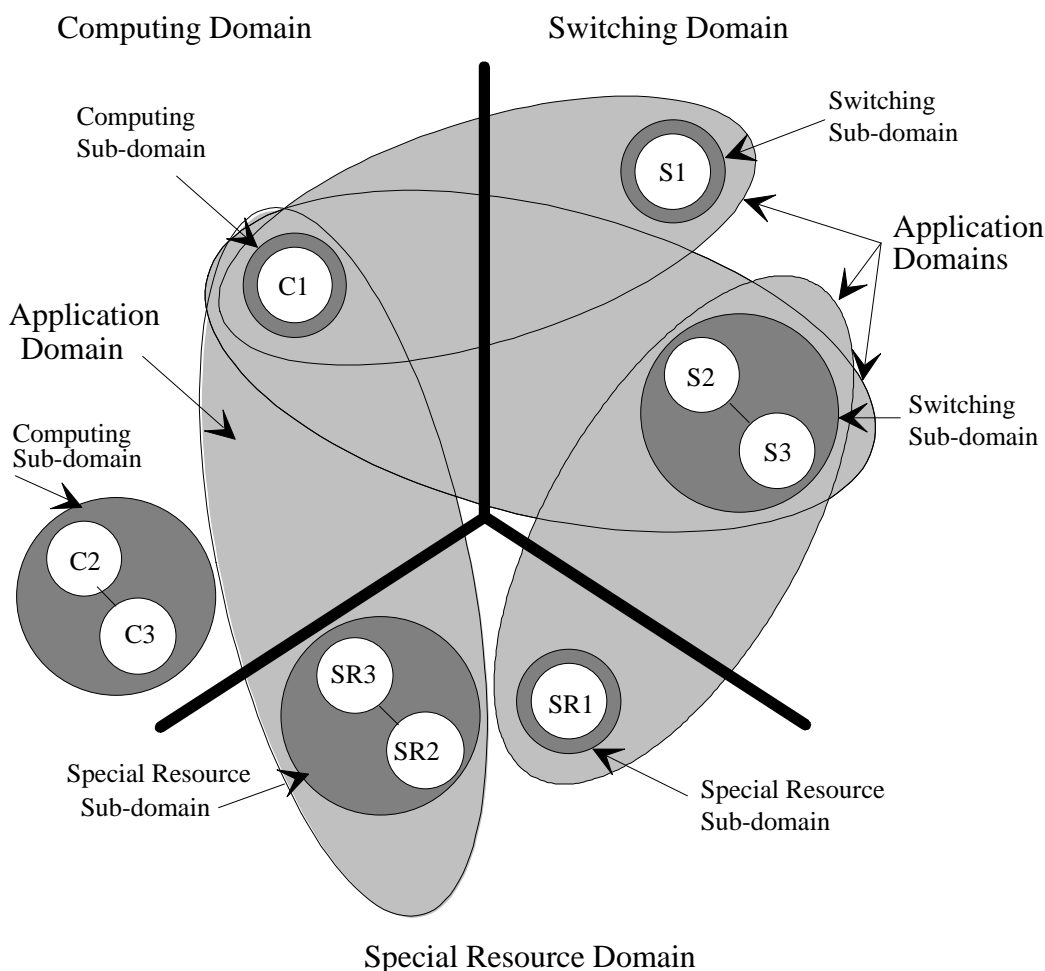 Computing Domain
Switching Domain
Computing
Sub-domain
Switching
Sub-domain
S1
Application
Domains
C1
Application
Domain
S2
S3
Switching
Sub-domain
Computing
Sub-domain
C2
C3
SR3
SR2
SR1
Special Resource
Sub-domain
Special Resource
Sub-domain
Special Resource Domain